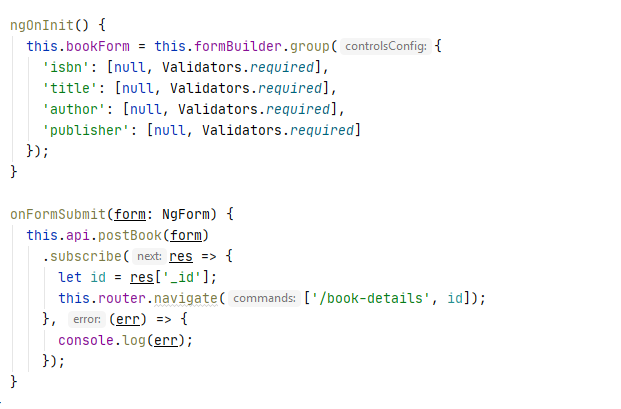 ngOnInit() {
  this.bookForm = this.formBuilder.group( controlsConfig: {
    'isbn': [null, Validators.required],
    'title': [null, Validators.required],
    'author': [null, Validators.required],
    'publisher': [null, Validators.required]
  });
}

onFormSubmit(form: NgForm) {
  this.api.postBook(form)
    .subscribe( next: res => {
      let id = res['_id'];
      this.router.navigate( commands: ['/book-details', id]);
    }, error: (err) => {
      console.log(err);
    });
}